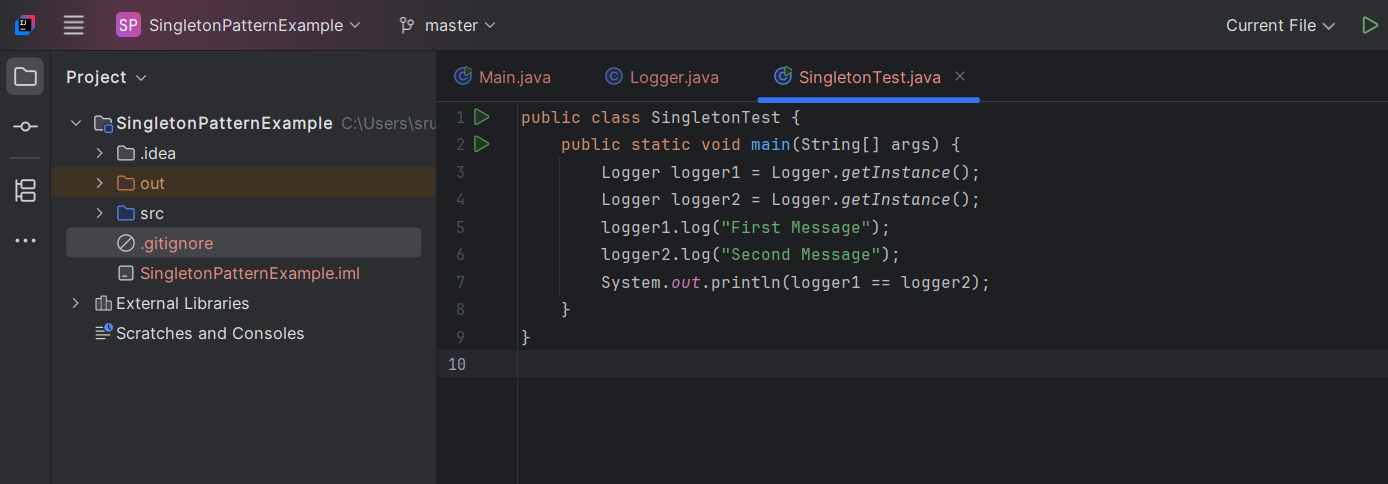 SP SingletonPatternExample master Current File
Project
Main.java Logger.java SingletonTest.java
SingletonPatternExample C:\Users\sru
.idea
out
src
.gitignore
SingletonPatternExample.iml
External Libraries
Scratches and Consoles
1 public class SingletonTest {
2 public static void main(String[] args) {
3 Logger logger1 = Logger.getInstance();
4 Logger logger2 = Logger.getInstance();
5 logger1.log("First Message");
6 logger2.log("Second Message");
7 System.out.println(logger1 == logger2);
8 }
9 }
10